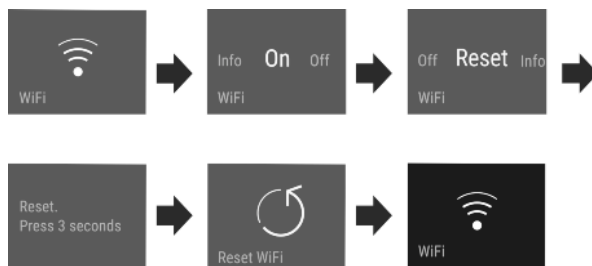 WiFi
Info On Off
WiFi
Off Reset Info
WiFi
Reset.
Press 3 seconds
Reset WiFi
WiFi